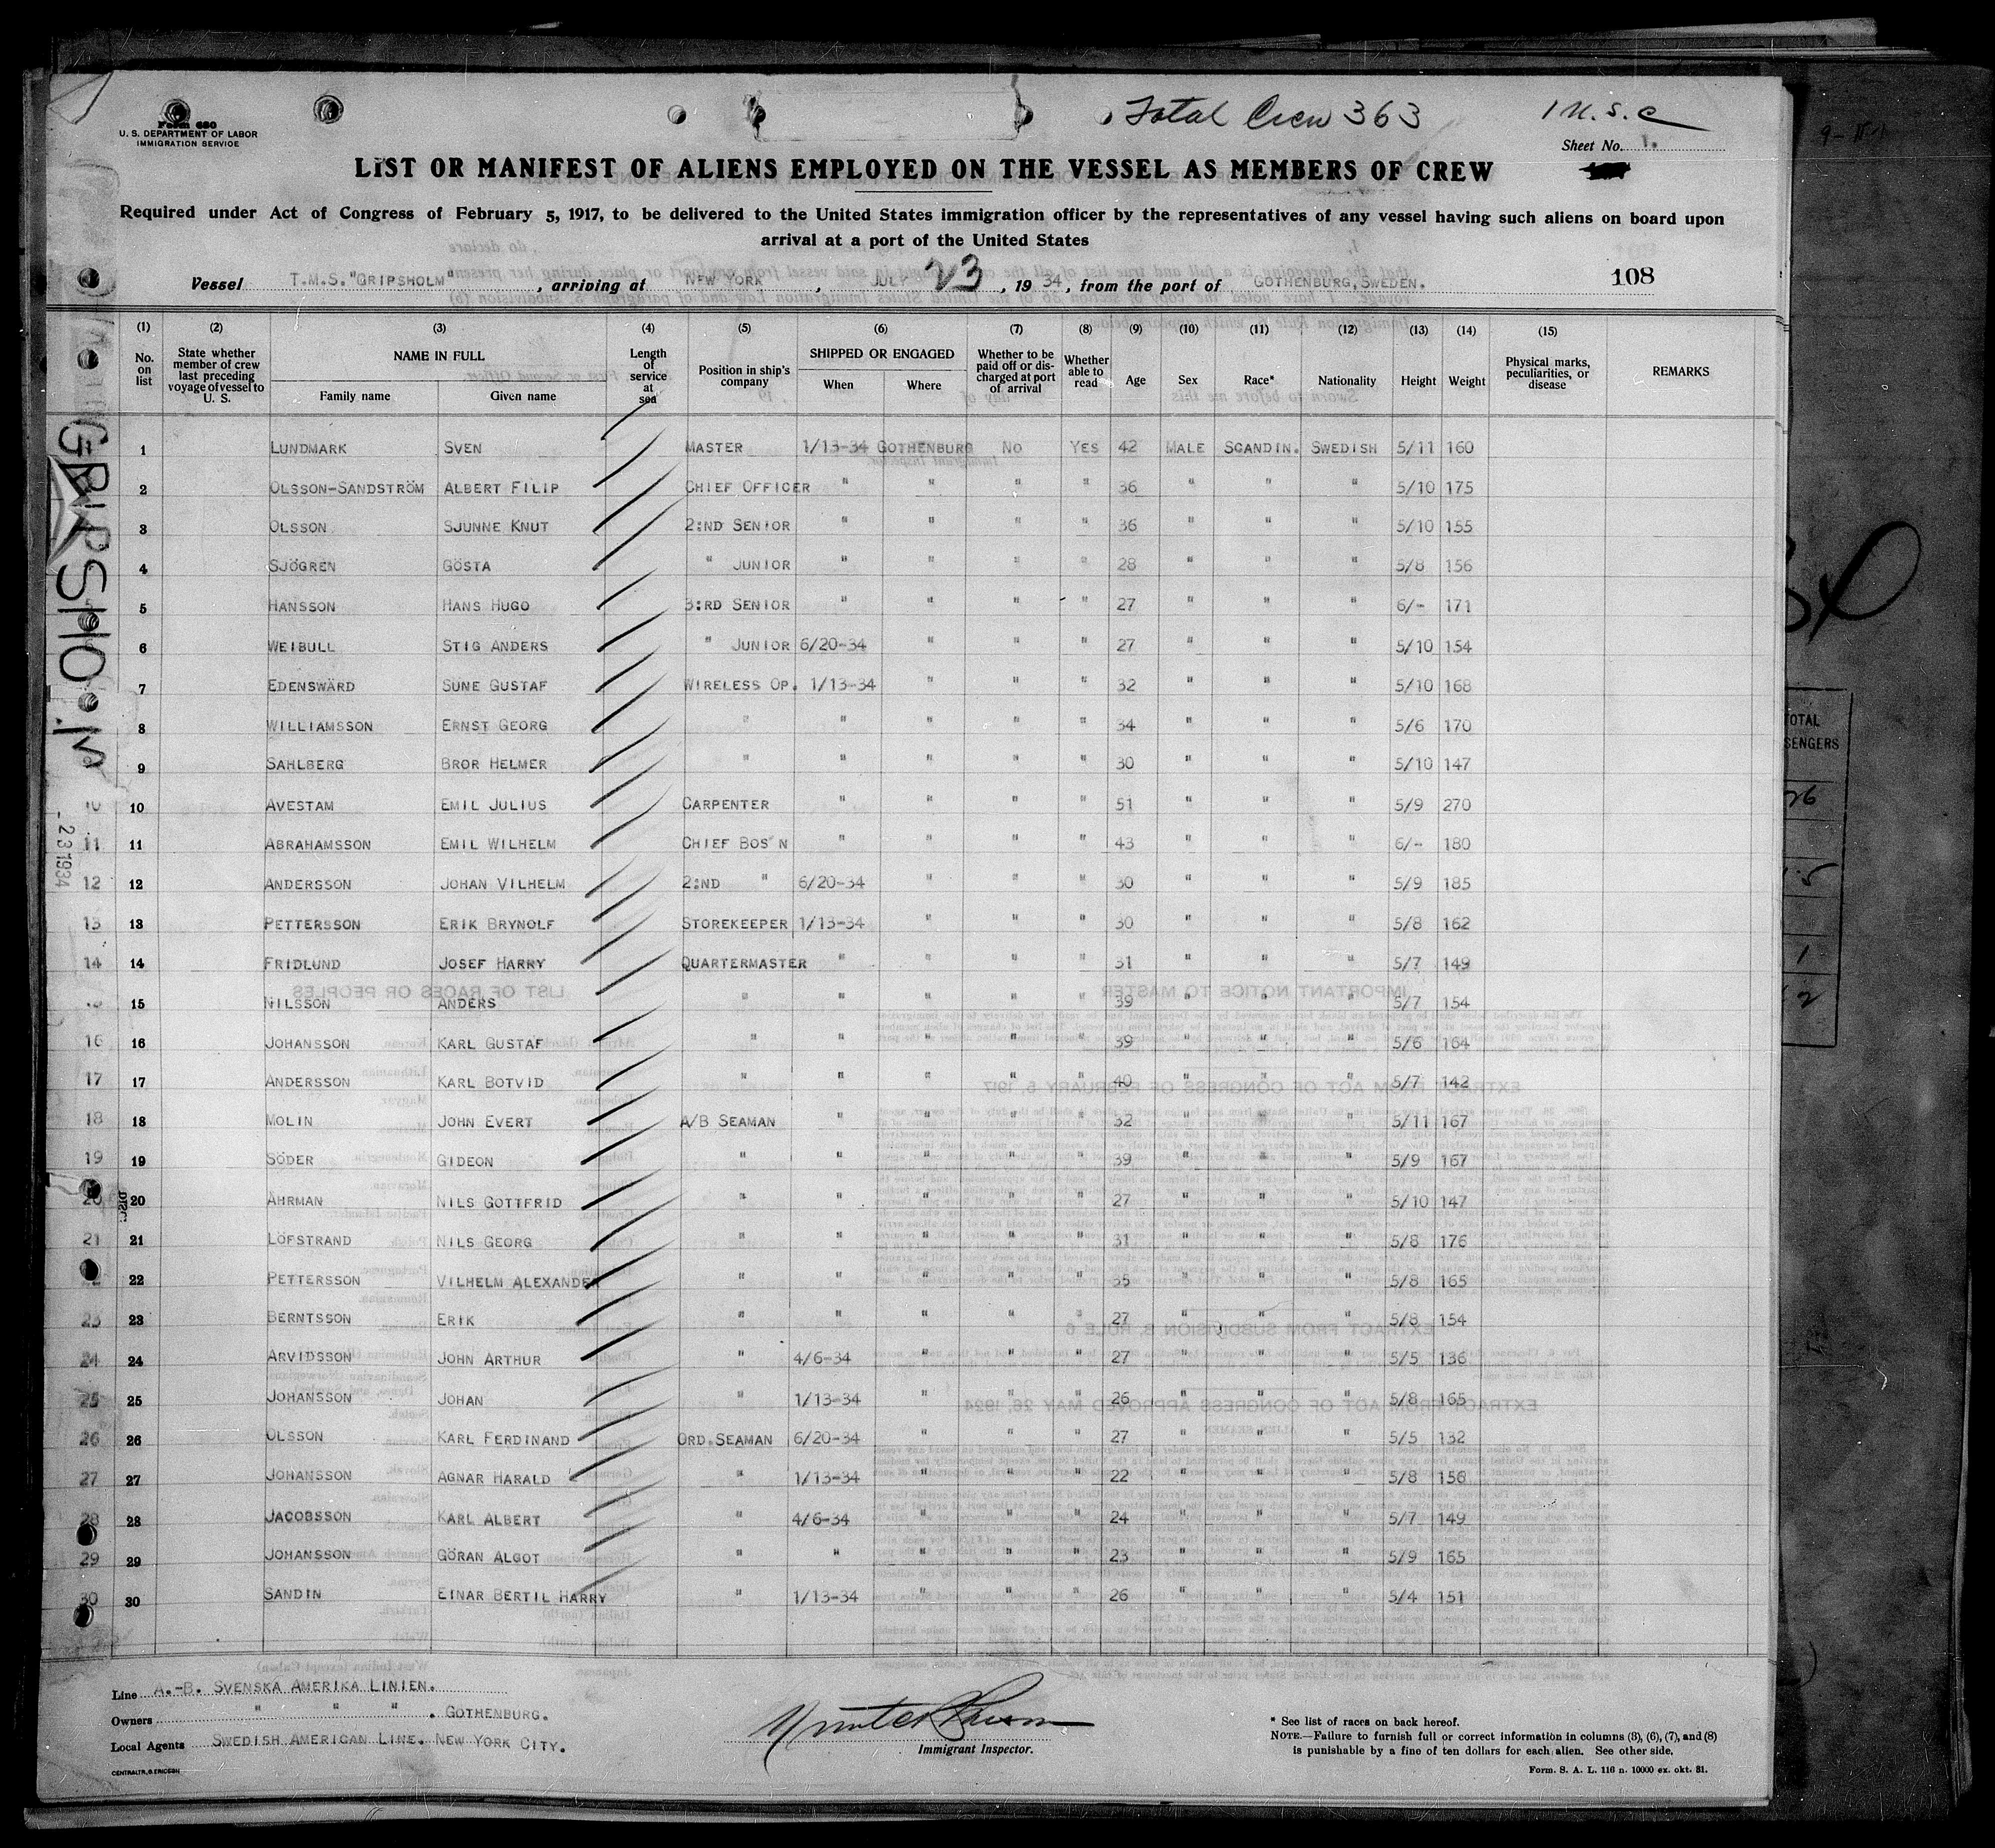 Total Crew 363
1 U.S.C
Form 680
U. S. DEPARTMENT OF LABOR
IMMIGRATION SERVICE
Sheet No. 1.
LIST OR MANIFEST OF ALIENS EMPLOYED ON THE VESSEL AS MEMBERS OF CREW
Required under Act of Congress of February 5, 1917, to be delivered to the United States immigration officer by the representatives of any vessel having such aliens on board upon
arrival at a port of the United States
Vessel T.M.S."GRIPSHOLM", arriving at NEW YORK, JULY 23, 1934, from the port of GOTHENBURG, SWEDEN. 108
(1) (2) (3) (4) (5) (6) (7) (8) (9) (10) (11) (12) (13) (14) (15)
No. on list | State whether member of crew last preceding voyage of vessel to U. S. | NAME IN FULL Family name Given name | Length of service at sea | Position in ship's company | SHIPPED OR ENGAGED When Where | Whether to be paid off or discharged at port of arrival | Whether able to read | Age | Sex | Race* | Nationality | Height | Weight | Physical marks, peculiarities, or disease | REMARKS
1 LUNDMARK SVEN MASTER 1/13-34 GOTHENBURG NO YES 42 MALE SCANDIN. SWEDISH 5/11 160
2 OLSSON-SANDSTRÖM ALBERT FILIP CHIEF OFFICER " " " " 36 " " " 5/10 175
3 OLSSON SJUNNE KNUT 2:ND SENIOR " " " " 36 " " " 5/10 155
4 SJÖGREN GÖSTA " JUNIOR " " " " 28 " " " 5/8 156
5 HANSSON HANS HUGO 3:RD SENIOR " " " " 27 " " " 6/- 171
6 WEIBULL STIG ANDERS " JUNIOR 6/20-34 " " " 27 " " " 5/10 154
7 EDENSWÄRD SUNE GUSTAF WIRELESS OP. 1/13-34 " " " 32 " " " 5/10 168
8 WILLIAMSSON ERNST GEORG " " " " " 34 " " " 5/6 170
9 SAHLBERG BROR HELMER " " " " " 30 " " " 5/10 147
10 AVESTAM EMIL JULIUS CARPENTER " " " " 51 " " " 5/9 270
11 ABRAHAMSSON EMIL WILHELM CHIEF BOS'N " " " " 43 " " " 6/- 180
12 ANDERSSON JOHAN VILHELM 2:ND " 6/20-34 " " " 30 " " " 5/9 185
13 PETTERSSON ERIK BRYNOLF STOREKEEPER 1/13-34 " " " 30 " " " 5/8 162
14 FRIDLUND JOSEF HARRY QUARTERMASTER " " " " 31 " " " 5/7 149
15 NILSSON ANDERS " " " " " 39 " " " 5/7 154
16 JOHANSSON KARL GUSTAF " " " " " 39 " " " 5/6 164
17 ANDERSSON KARL BOTVID " " " " " 40 " " " 5/7 142
18 MOLIN JOHN EVERT A/B SEAMAN " " " " 32 " " " 5/11 167
19 SÖDER GIDEON " " " " " 39 " " " 5/9 167
20 AHRMAN NILS GOTTFRID " " " " " 27 " " " 5/10 147
21 LÖFSTRAND NILS GEORG " " " " " 31 " " " 5/8 176
22 PETTERSSON VILHELM ALEXANDER " " " " " 35 " " " 5/8 165
23 BERNTSSON ERIK " " " " " 27 " " " 5/8 154
24 ARVIDSSON JOHN ARTHUR " 4/6-34 " " " 27 " " " 5/5 136
25 JOHANSSON JOHAN " 1/13-34 " " " 26 " " " 5/8 165
26 OLSSON KARL FERDINAND ORD.SEAMAN 6/20-34 " " " 27 " " " 5/5 132
27 JOHANSSON AGNAR HARALD " 1/13-34 " " " 22 " " " 5/8 156
28 JACOBSSON KARL ALBERT " 4/6-34 " " " 24 " " " 5/7 149
29 JOHANSSON GÖRAN ALGOT " " " " " 23 " " " 5/9 165
30 SANDIN EINAR BERTIL HARRY " 1/13-34 " " " 26 " " " 5/4 151
GRIPSHOLM
23 1934
DISC.
Line A.-B. SVENSKA AMERIKA LINIEN.
Owners " " " . GOTHENBURG.
Local Agents SWEDISH AMERICAN LINE. NEW YORK CITY.
CENTRALTR., G. ERICSON
Immigrant Inspector.
* See list of races on back hereof.
NOTE.—Failure to furnish full or correct information in columns (3), (6), (7), and (8)
is punishable by a fine of ten dollars for each alien. See other side.
Form. S. A. L. 116 n. 10000 ex. okt. 31.